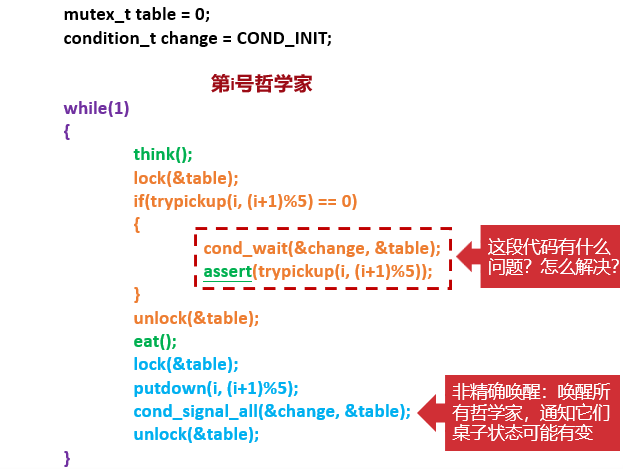 mutex_t table = 0;
condition_t change = COND_INIT;
第i号哲学家
while(1)
{
think();
lock(&table);
if(trypickup(i, (i+1)%5) == 0)
{
cond_wait(&change, &table);
assert(trypickup(i, (i+1)%5));
这段代码有什么
问题？怎么解决？
}
unlock(&table);
eat();
lock(&table);
putdown(i, (i+1)%5);
cond_signal_all(&change, &table);
unlock(&table);
非精确唤醒：唤醒所
有哲学家，通知它们
桌子状态可能有变
}